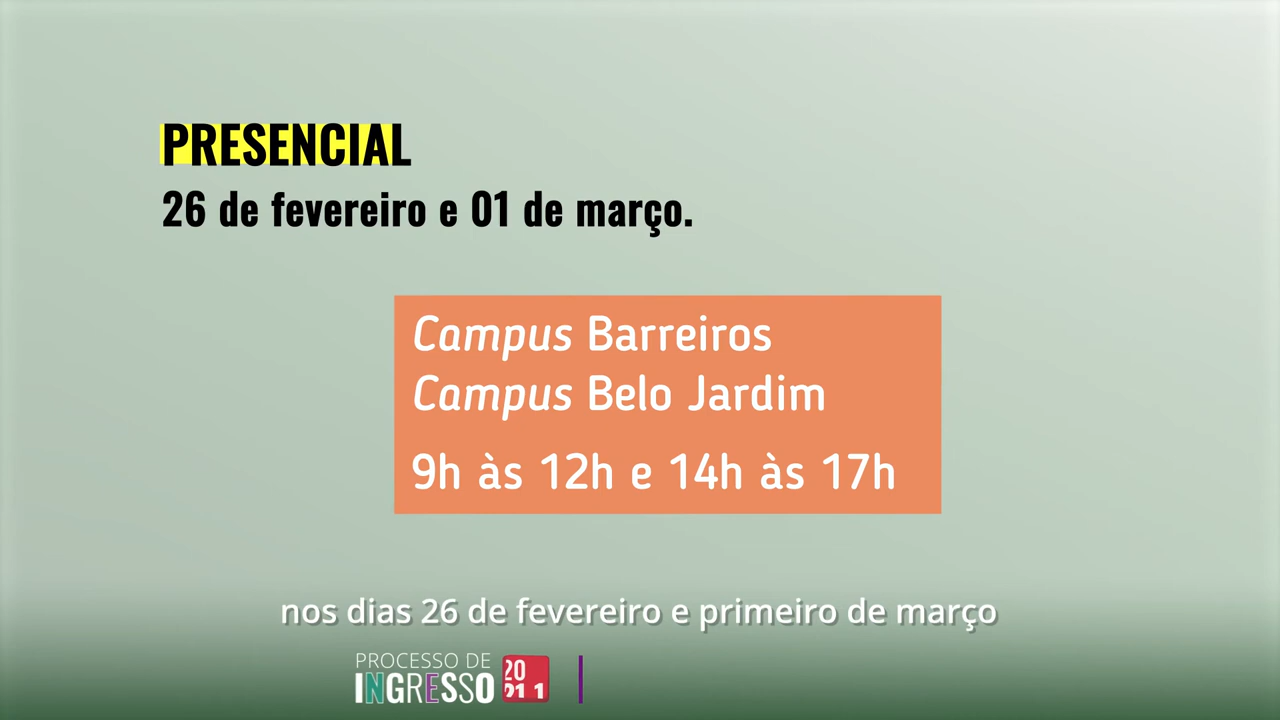 PRESENCIAL
26 de fevereiro e 01 de março.
Campus Barreiros
Campus Belo Jardim
9h às 12h e 14h às 17h
nos dias 26 de fevereiro e primeiro de março
PROCESSO DE
INGRESSO
20
21 1